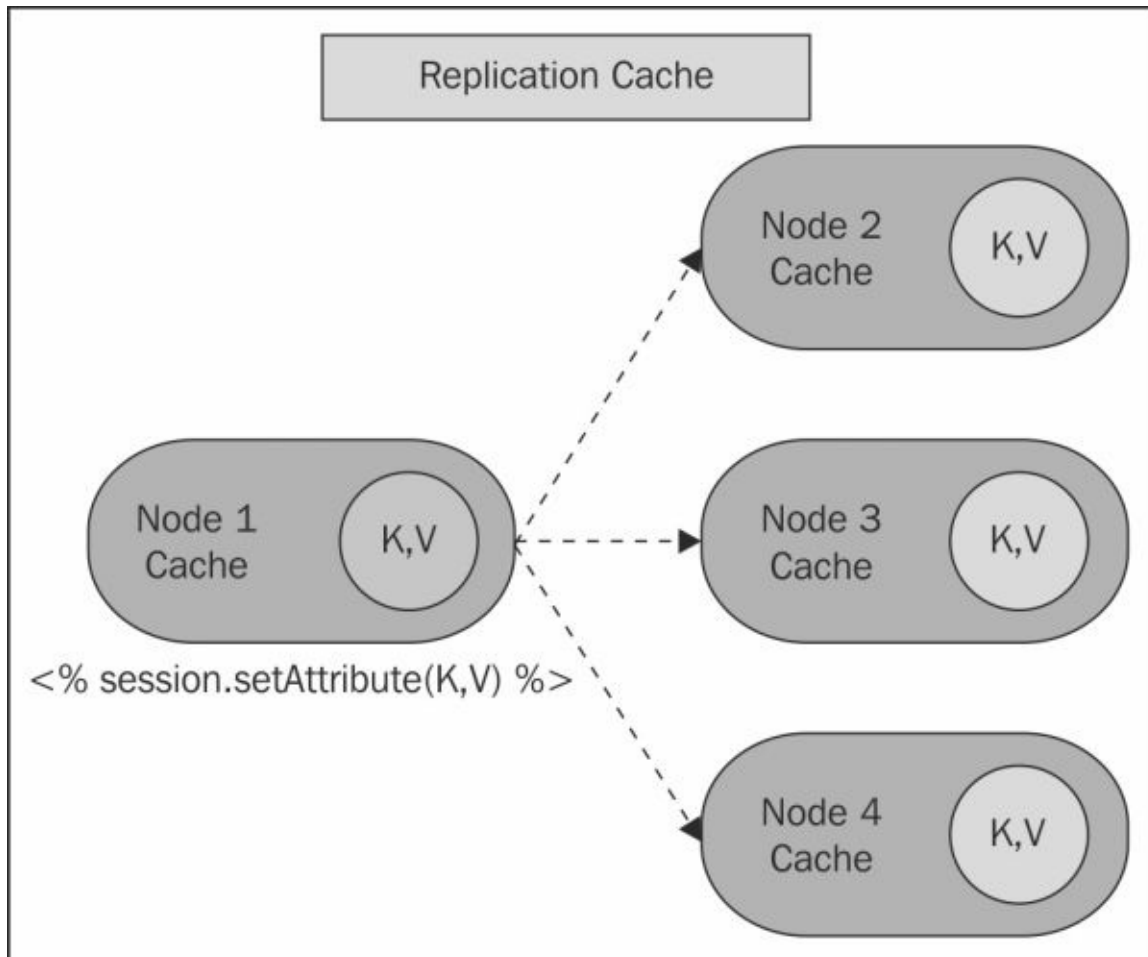 Replication Cache
Node 2
Cache
K,V
Node 1
Cache
K,V
<% session.setAttribute(K,V) %>
Node 3
Cache
K,V
Node 4
Cache
K,V